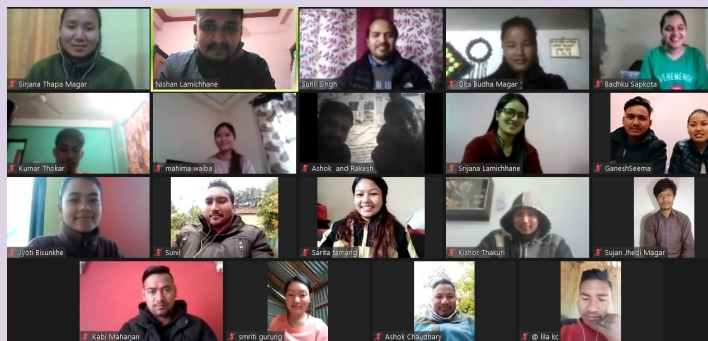 Sirjana Thapa Magar
Nishan Lamichhane
Sunil Singh
Gita Budha Magar
Badhku Sapkota
Kumar Thokar
mahima waiba
Ashok and Rakesh
Srijana Lamichhane
GaneshSeema
Jyoti Bisunkhe
Sunil
Sarita tamang
Kishor Thakuri
Sujan Jhedi Magar
Kabi Maharjan
smriti gurung
Ashok Chaudhary
@ lila kc